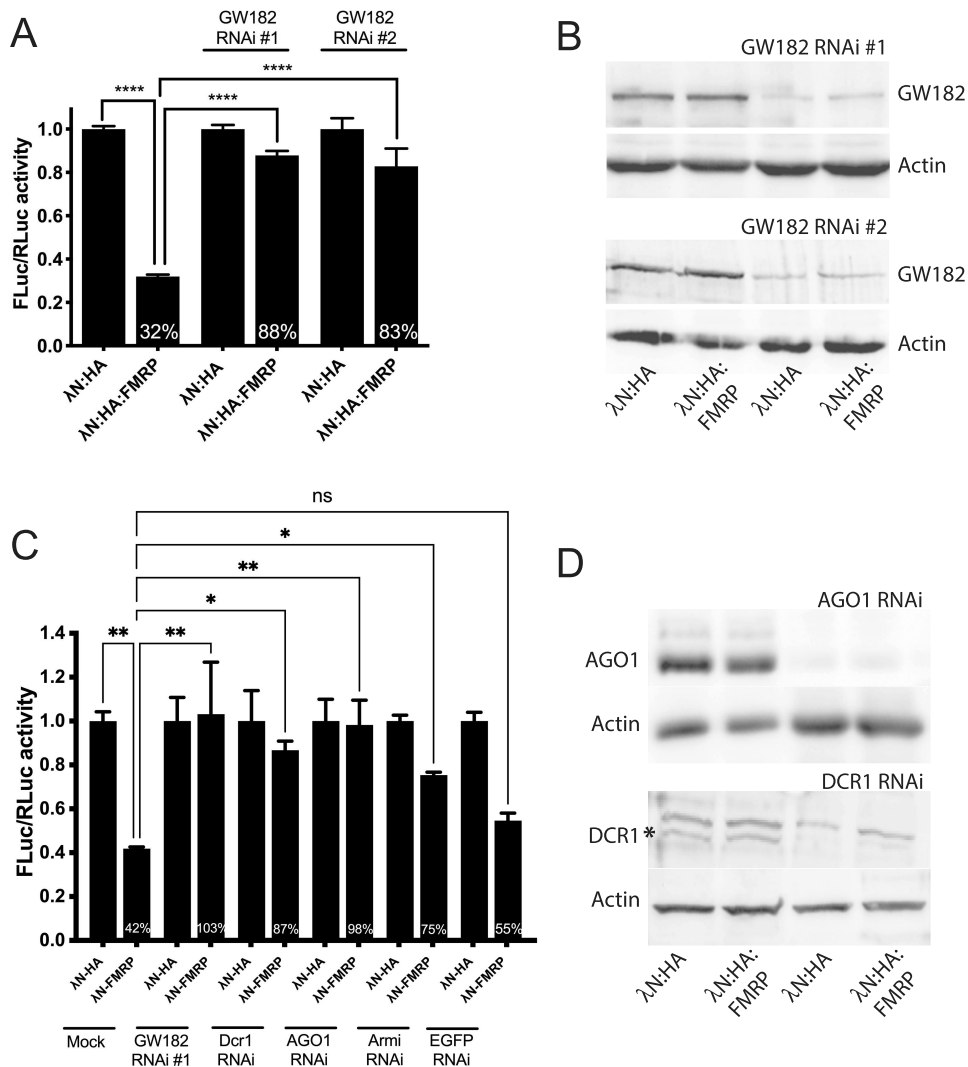 A
GW182
RNAi #1
GW182
RNAi #2
****
****
****
FLuc/RLuc activity
1.0
0.8
0.6
0.4
0.2
0.0
32%
88%
83%
λN:HA
λN:HA:FMRP
λN:HA
λN:HA:FMRP
λN:HA
λN:HA:FMRP
B
GW182 RNAi #1
GW182
Actin
GW182 RNAi #2
GW182
Actin
λN:HA
λN:HA:
FMRP
λN:HA
λN:HA:
FMRP
C
ns
*
**
*
**
**
FLuc/RLuc activity
1.4
1.2
1.0
0.8
0.6
0.4
0.2
0.0
42%
103%
87%
98%
75%
55%
λN-HA
λN-FMRP
λN-HA
λN-FMRP
λN-HA
λN-FMRP
λN-HA
λN-FMRP
λN-HA
λN-FMRP
λN-HA
λN-FMRP
Mock
GW182
RNAi #1
Dcr1
RNAi
AGO1
RNAi
Armi
RNAi
EGFP
RNAi
D
AGO1 RNAi
AGO1
Actin
DCR1 RNAi
DCR1*
Actin
λN:HA
λN:HA:
FMRP
λN:HA
λN:HA:
FMRP